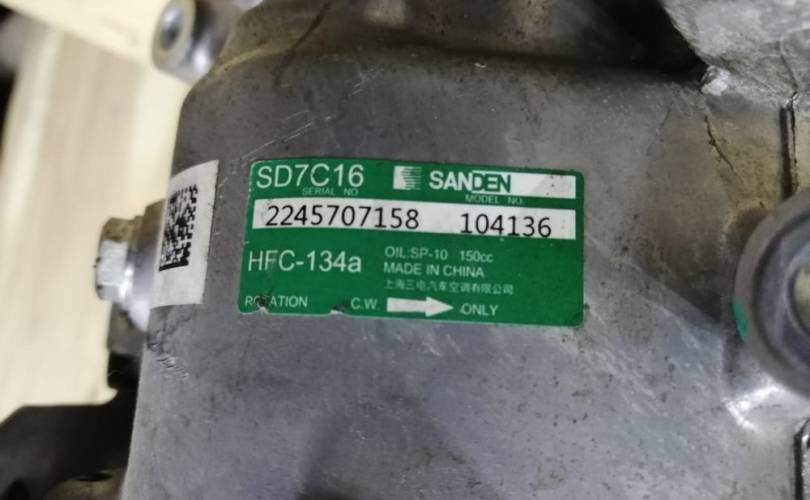 SD7C16 SANDEN
SERIAL NO MODEL NO.
2245707158 104136
HFC-134a OIL:SP-10 150cc
MADE IN CHINA
上海三电汽车空调有限公司
ROTATION C.W. ONLY